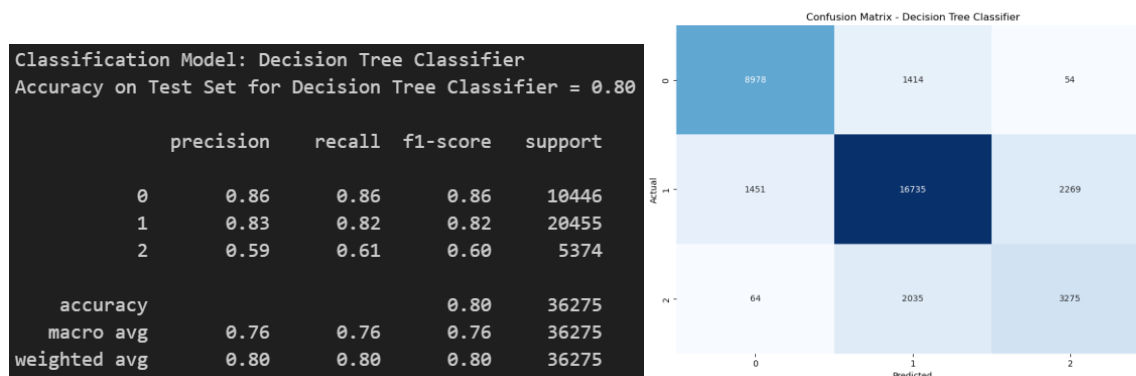 Classification Model: Decision Tree Classifier
Accuracy on Test Set for Decision Tree Classifier = 0.80
precision recall f1-score support
0 0.86 0.86 0.86 10446
1 0.83 0.82 0.82 20455
2 0.59 0.61 0.60 5374
accuracy 0.80 36275
macro avg 0.76 0.76 0.76 36275
weighted avg 0.80 0.80 0.80 36275
Confusion Matrix - Decision Tree Classifier
0 8978 1414 54
Actual
1 1451 16735 2269
2 64 2035 3275
0 1 2
Predicted